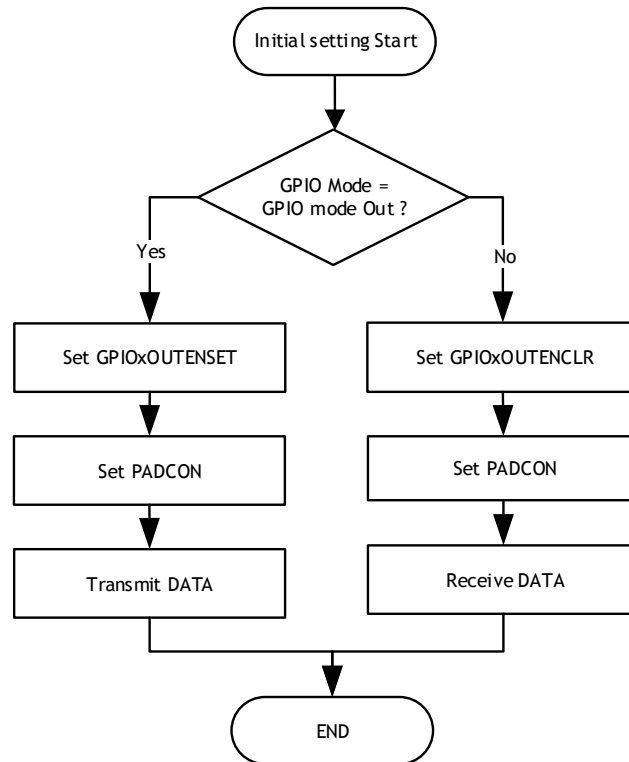 Initial setting Start
GPIO Mode =
GPIO mode Out ?
Yes
No
Set GPIOxOUTENSET
Set GPIOxOUTENCLR
Set PADCON
Set PADCON
Transmit DATA
Receive DATA
END